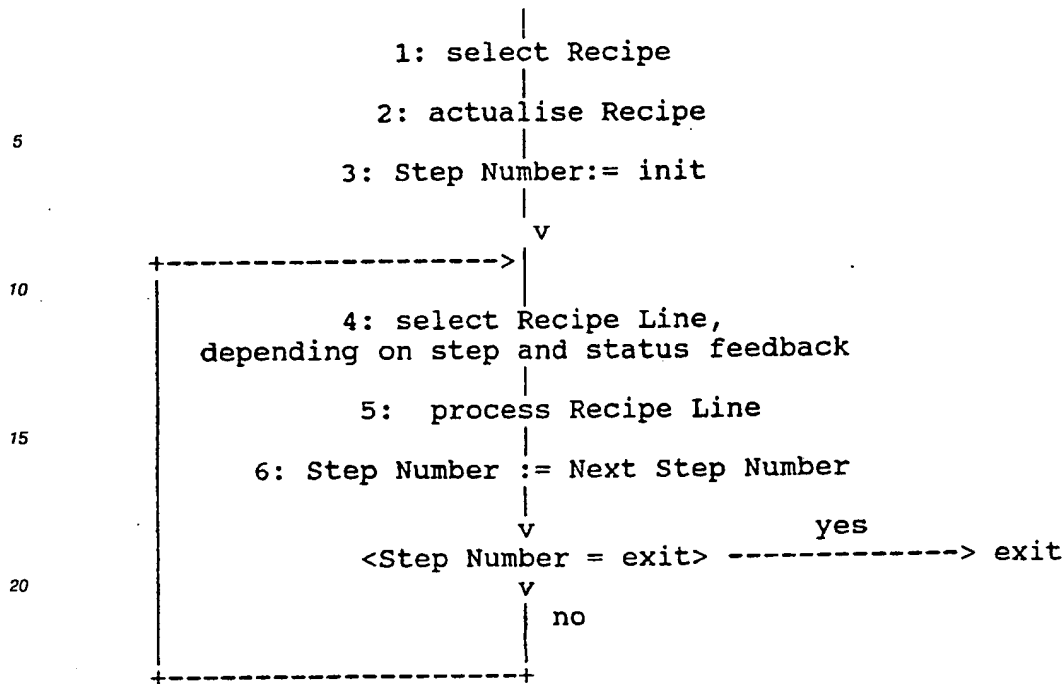 1: select Recipe
2: actualise Recipe
5
3: Step Number:= init
v
10
4: select Recipe Line,
depending on step and status feedback
5: process Recipe Line
15
6: Step Number := Next Step Number
v
yes
<Step Number = exit> -------------> exit
20
v
no